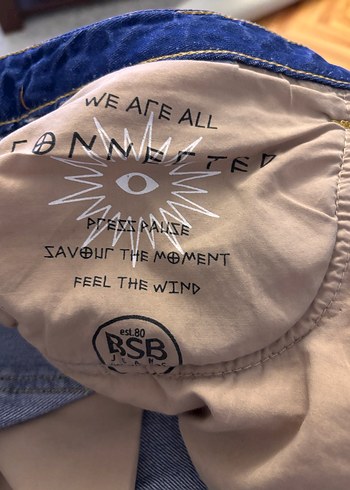 WE ARE ALL
CONNECTED
PRESS PAUSE
SAVOUR THE MOMENT
FEEL THE WIND
est.80
BSB